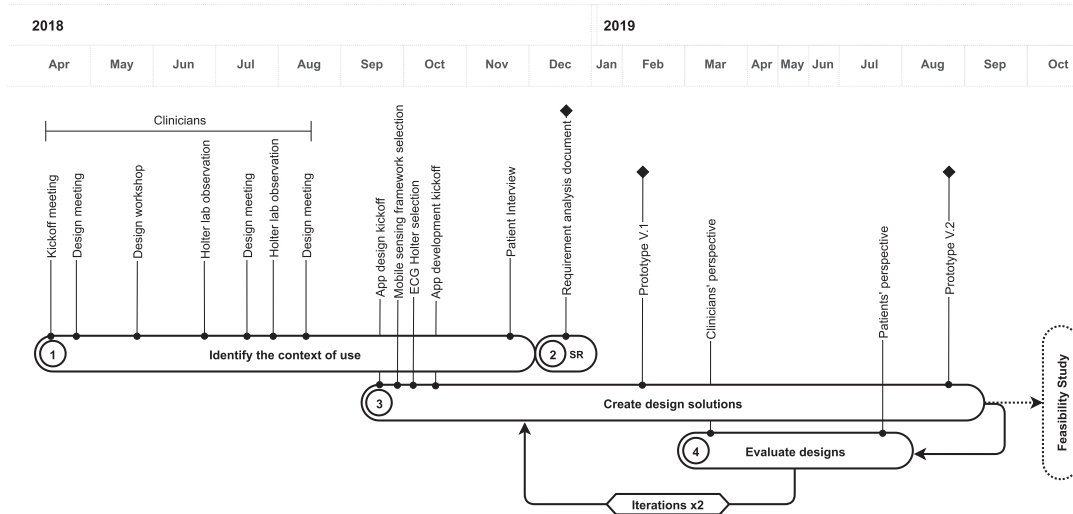 2018
2019
Apr
May
Jun
Jul
Aug
Sep
Oct
Nov
Dec
Jan
Feb
Mar
Apr
May
Jun
Jul
Aug
Sep
Oct
Clinicians
Kickoff meeting
Design meeting
Design workshop
Holter lab observation
Design meeting
Holter lab observation
Design meeting
App design kickoff
Mobile sensing framework selection
ECG Holter selection
App development kickoff
Patient Interview
Requirement analysis document
Prototype V.1
Clinicians' perspective
Patients' perspective
Prototype V.2
1
Identify the context of use
2
SR
3
Create design solutions
4
Evaluate designs
Iterations x2
Feasibility Study